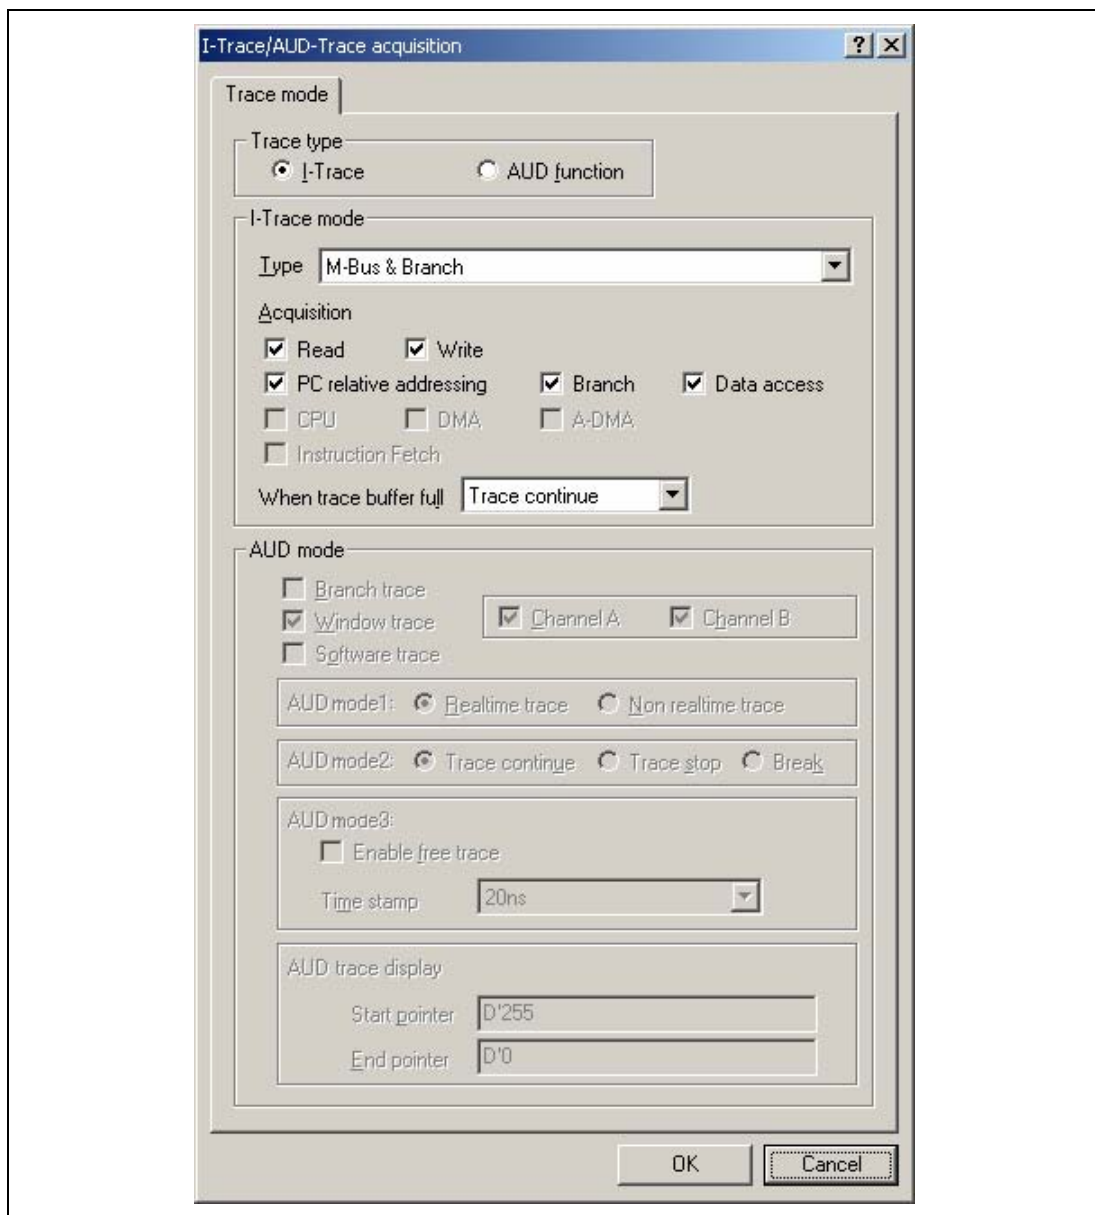 I-Trace/AUD-Trace acquisition
Trace mode
Trace type
I-Trace AUD function
I-Trace mode
Type M-Bus & Branch
Acquisition
Read Write
PC relative addressing Branch Data access
CPU DMA A-DMA
Instruction Fetch
When trace buffer full Trace continue
AUD mode
Branch trace
Window trace Channel A Channel B
Software trace
AUD mode1: Realtime trace Non realtime trace
AUD mode2: Trace continue Trace stop Break
AUD mode3:
Enable free trace
Time stamp 20ns
AUD trace display
Start pointer D'255
End pointer D'0
OK Cancel